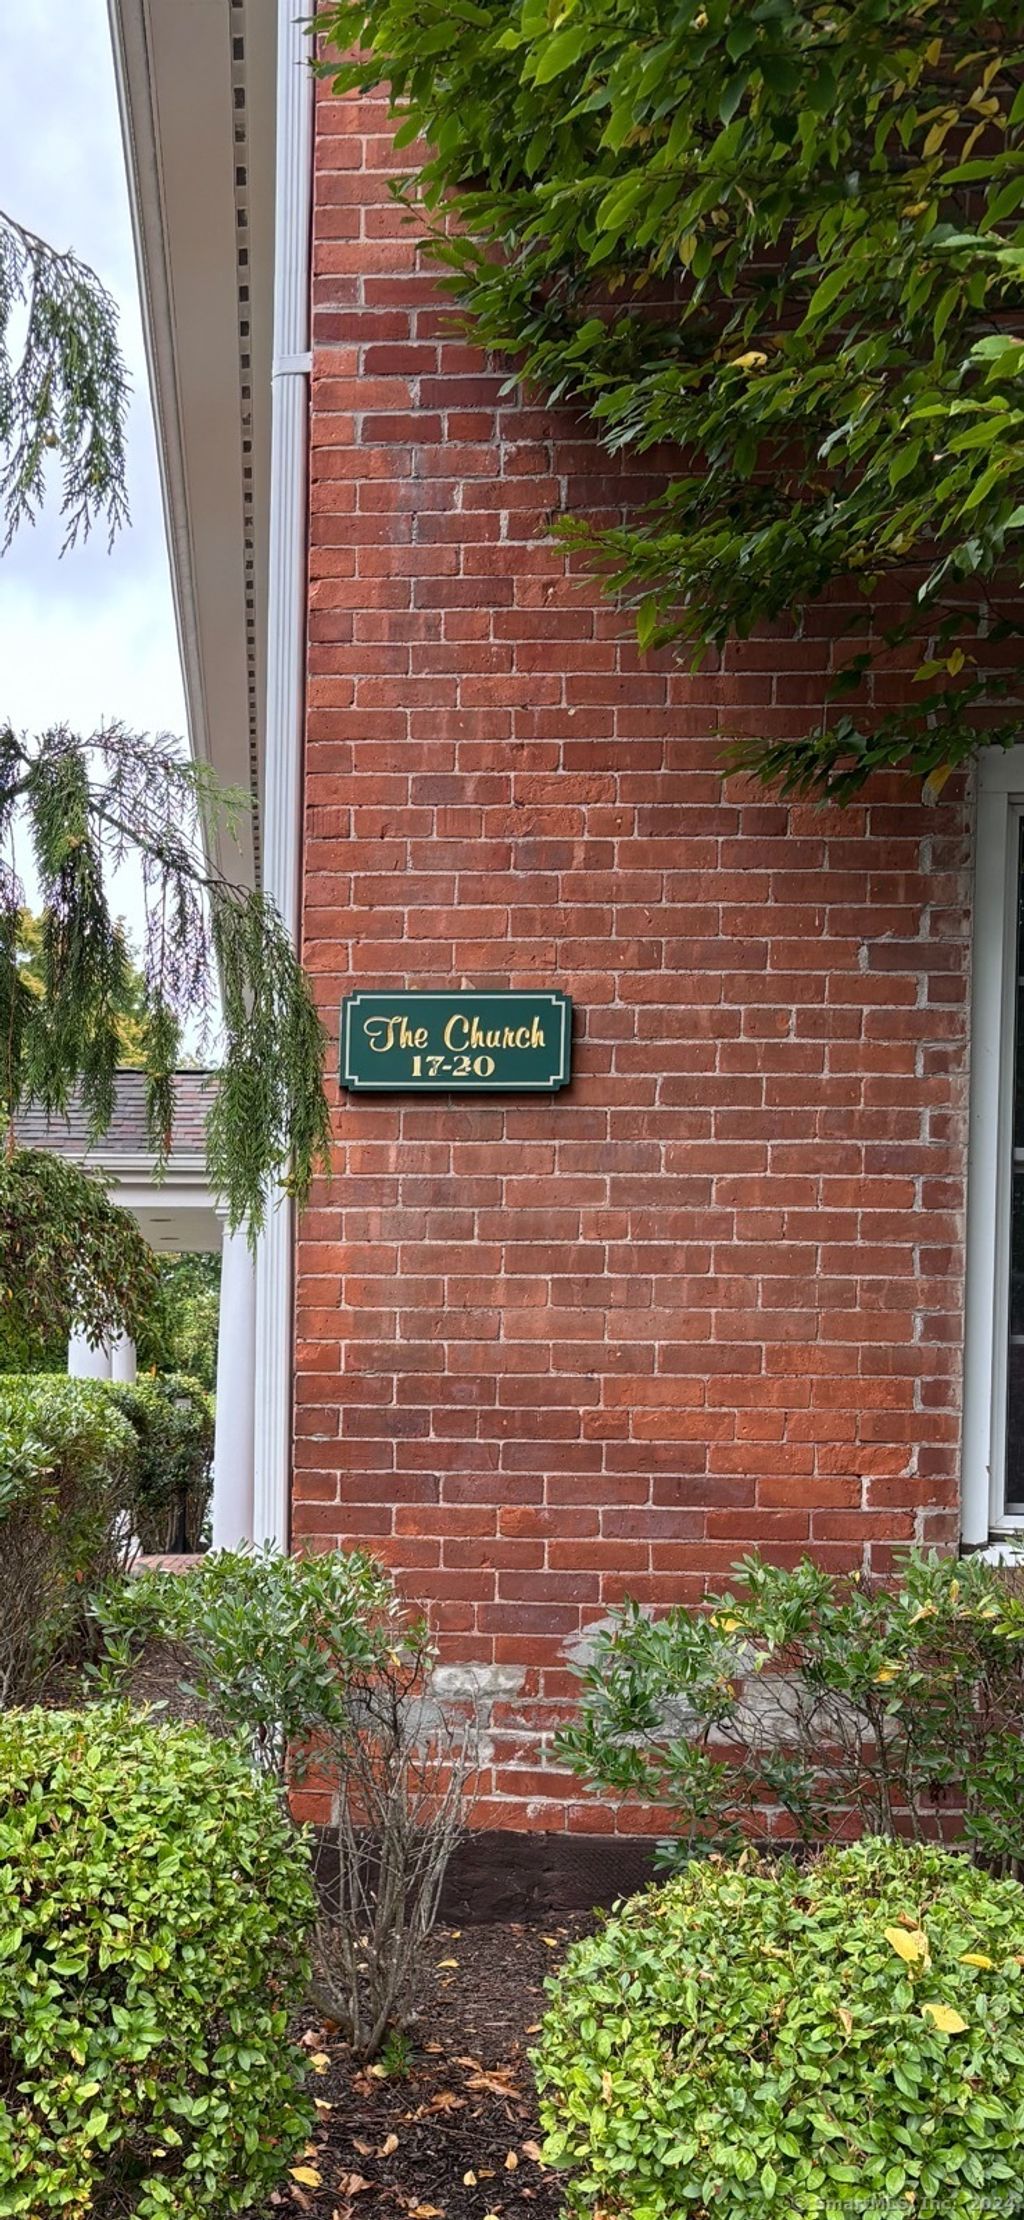 The Church
17-20
© SmartMLS, Inc. 2024